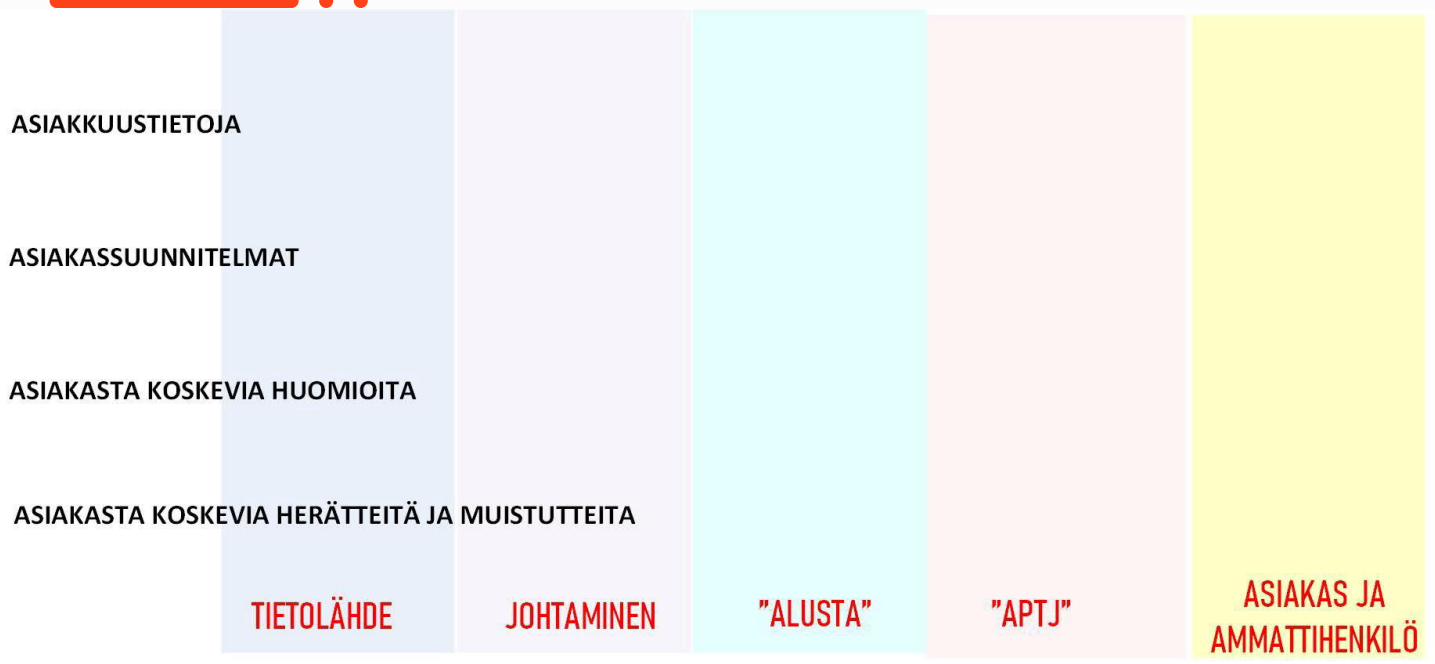 ASIAKKUUSTIETOJA
ASIAKASSUUNNITELMAT
ASIAKASTA KOSKEVIA HUOMIOITA
ASIAKASTA KOSKEVIA HERÄTTEITÄ JA MUISTUTTEITA
TIETOLÄHDE
JOHTAMINEN
”ALUSTA”
”APTJ”
ASIAKAS JA
AMMATTIHENKILÖ